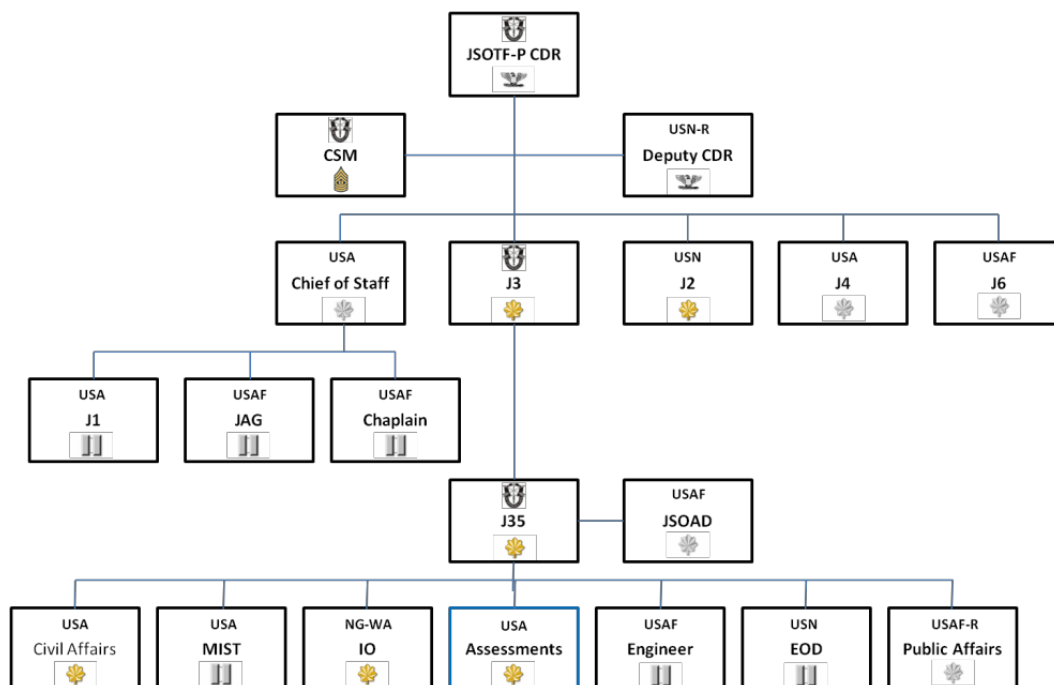 JSOTF-P CDR
CSM
USN-R
Deputy CDR
USA
Chief of Staff
J3
USN
J2
USA
J4
USAF
J6
USA
J1
USAF
JAG
USAF
Chaplain
J35
USAF
JSOAD
USA
Civil Affairs
USA
MIST
NG-WA
IO
USA
Assessments
USAF
Engineer
USN
EOD
USAF-R
Public Affairs